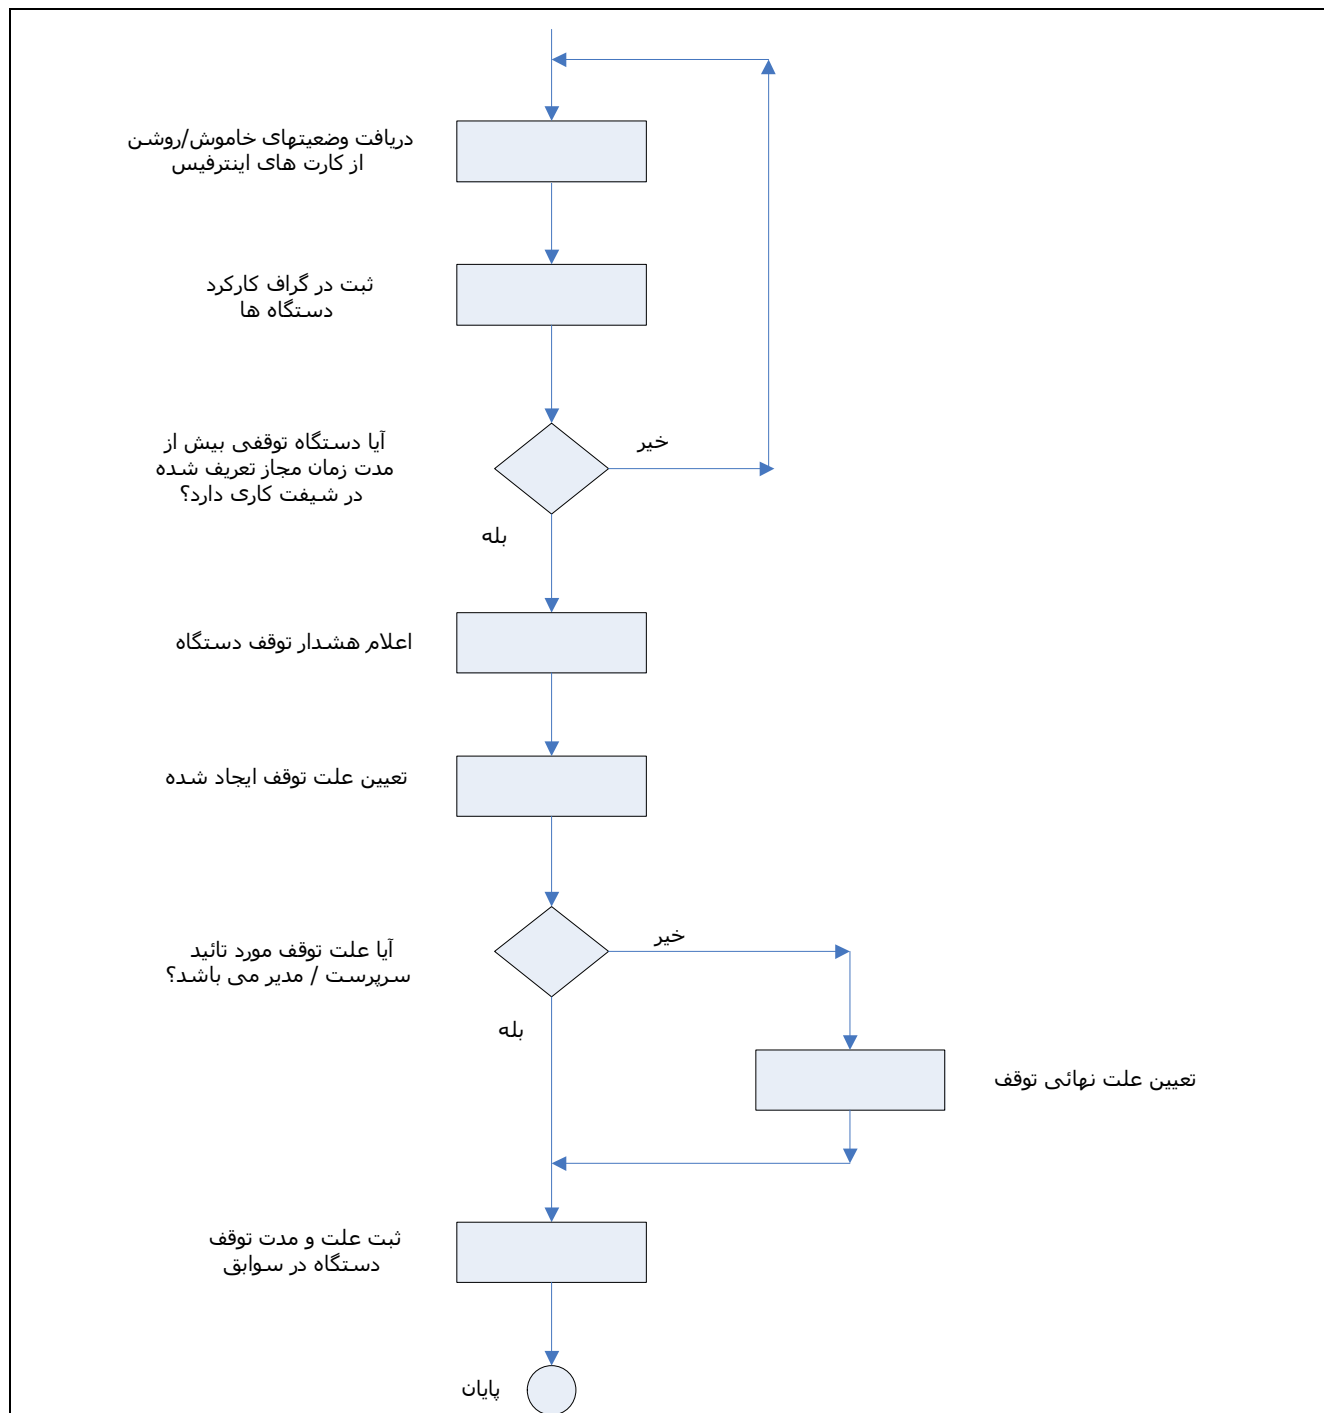 دریافت وضعیتهای خاموش/روشن
از کارت های اینترفیس
ثبت در گراف کارکرد
دستگاه ها
آیا دستگاه توقفی بیش از
مدت زمان مجاز تعریف شده
در شیفت کاری دارد؟
خیر
بله
اعلام هشدار توقف دستگاه
تعیین علت توقف ایجاد شده
آیا علت توقف مورد تائید
سرپرست / مدیر می باشد؟
خیر
بله
تعیین علت نهائی توقف
ثبت علت و مدت توقف
دستگاه در سوابق
پایان